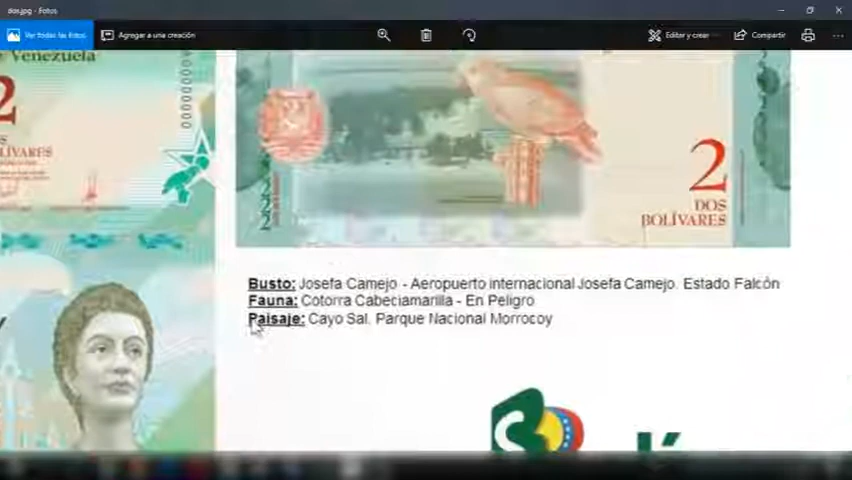 dos.jpg - Fotos
Ver todas las fotos
Agregar a una creación
Editar y crear
Compartir
Venezuela
2
BOLÍVARES
2
DOS
BOLÍVARES
Busto: Josefa Camejo - Aeropuerto internacional Josefa Camejo. Estado Falcón
Fauna: Cotorra Cabeciamarilla - En Peligro
Paisaje: Cayo Sal. Parque Nacional Morrocoy